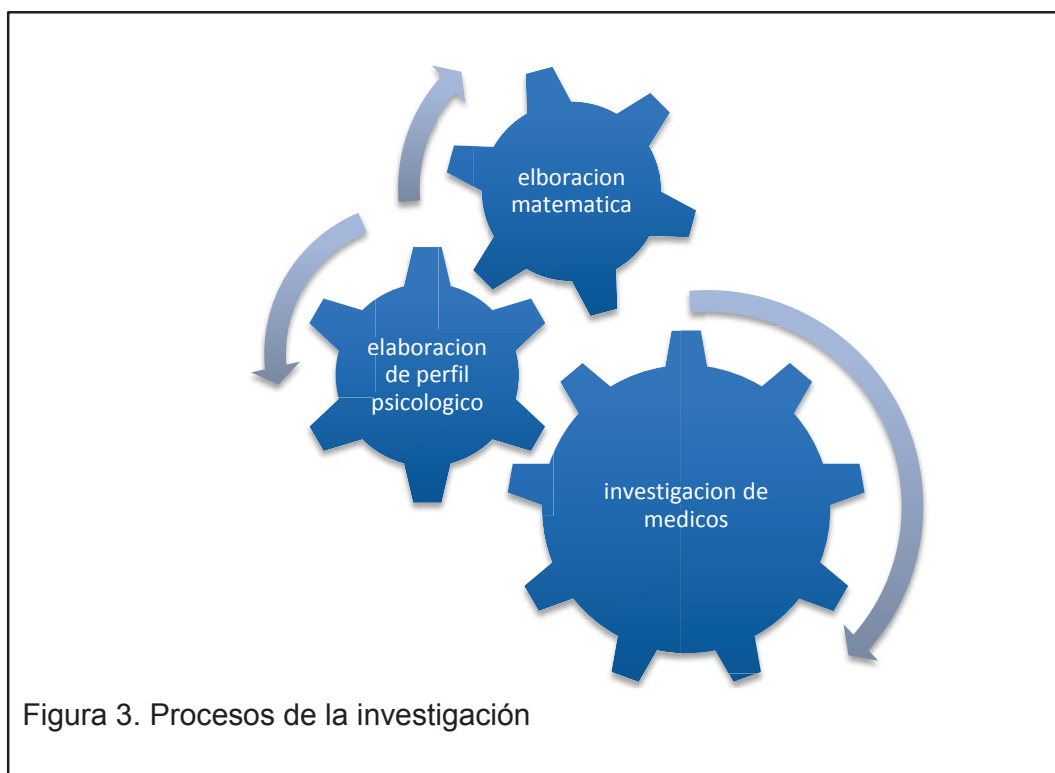 elboracion
matematica
elaboracion
de perfil
psicologico
investigacion de
medicos
Figura 3. Procesos de la investigación